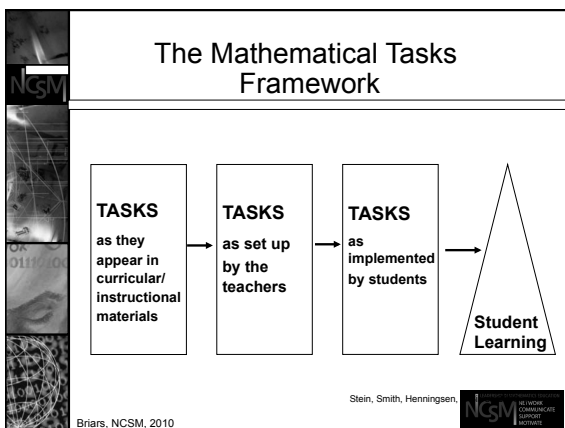 NCSM
The Mathematical Tasks
Framework
TASKS
as they
appear in
curricular/
instructional
materials
TASKS
as set up
by the
teachers
TASKS
as
implemented
by students
Student
Learning
Stein, Smith, Henningsen,
Briars, NCSM, 2010
NCSM
NETWORK
COMMUNICATE
SUPPORT
MOTIVATE